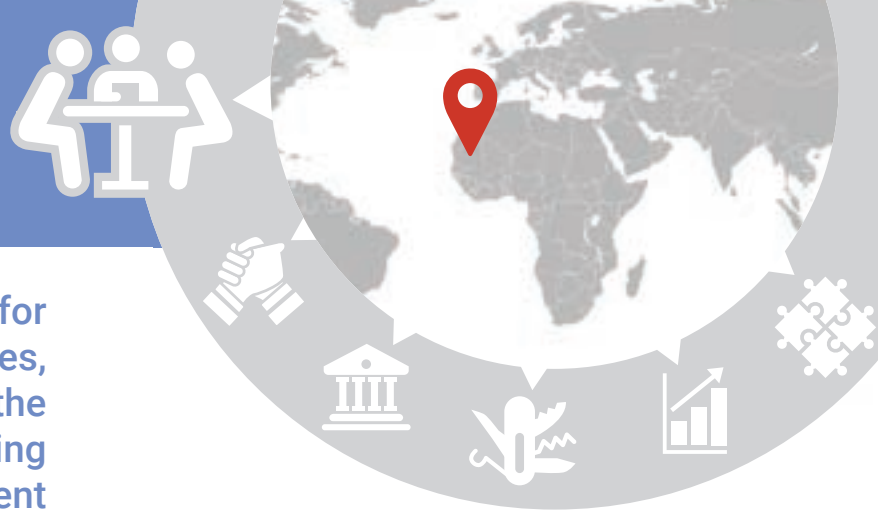 for
es,
the
ing
ent